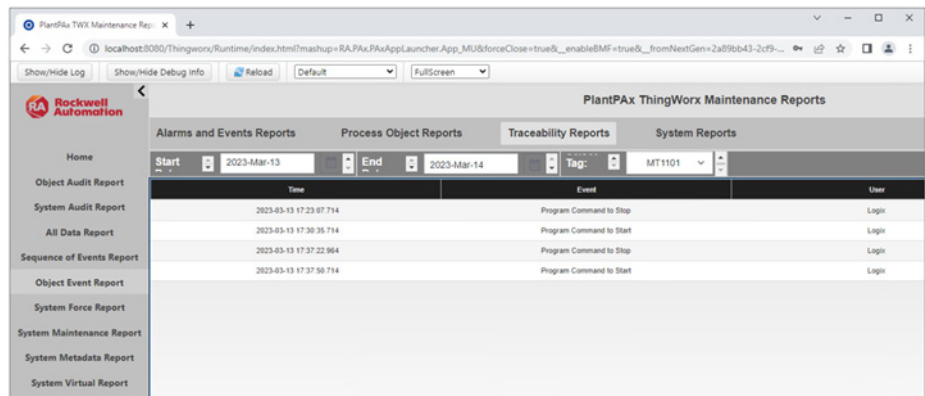 PlantPAx TWX Maintenance Rep
localhost:8080/Thingworx/Runtime/index.html?mashup=RA.PAx.PAxAppLauncher.App_MU&forceClose=true&_enableBMF=true&_fromNextGen=2a89bb43-2cf9-...
Show/Hide Log Show/Hide Debug Info Reload Default FullScreen
RA Rockwell Automation
PlantPAx ThingWorx Maintenance Reports
Alarms and Events Reports Process Object Reports Traceability Reports System Reports
Start 2023-Mar-13 End 2023-Mar-14 Tag: MT1101
Home
Object Audit Report
System Audit Report
All Data Report
Sequence of Events Report
Object Event Report
System Force Report
System Maintenance Report
System Metadata Report
System Virtual Report
Time Event User
2023-03-13 17:23:07.714 Program Command to Stop Logix
2023-03-13 17:30:35.714 Program Command to Start Logix
2023-03-13 17:37:22.964 Program Command to Stop Logix
2023-03-13 17:37:50.714 Program Command to Start Logix